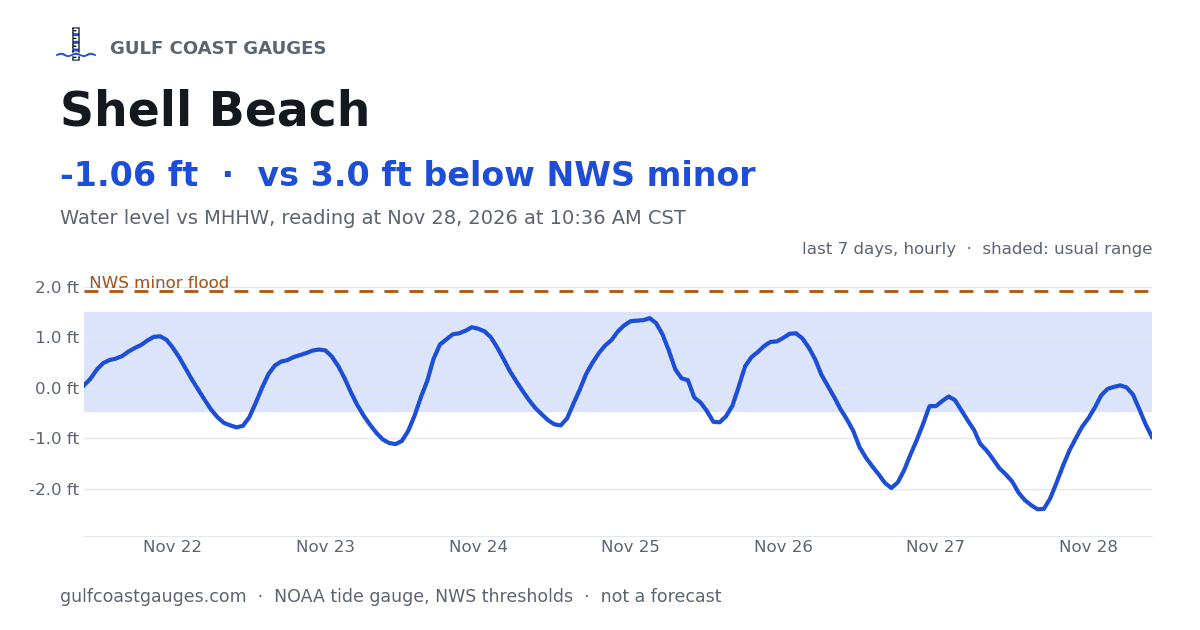 GULF COAST GAUGES
Shell Beach
-1.06 ft · vs 3.0 ft below NWS minor
Water level vs MHHW, reading at Nov 28, 2026 at 10:36 AM CST
last 7 days, hourly · shaded: usual range
NWS minor flood
2.0 ft
1.0 ft
0.0 ft
-1.0 ft
-2.0 ft
Nov 22 Nov 23 Nov 24 Nov 25 Nov 26 Nov 27 Nov 28
gulfcoastgauges.com · NOAA tide gauge, NWS thresholds · not a forecast